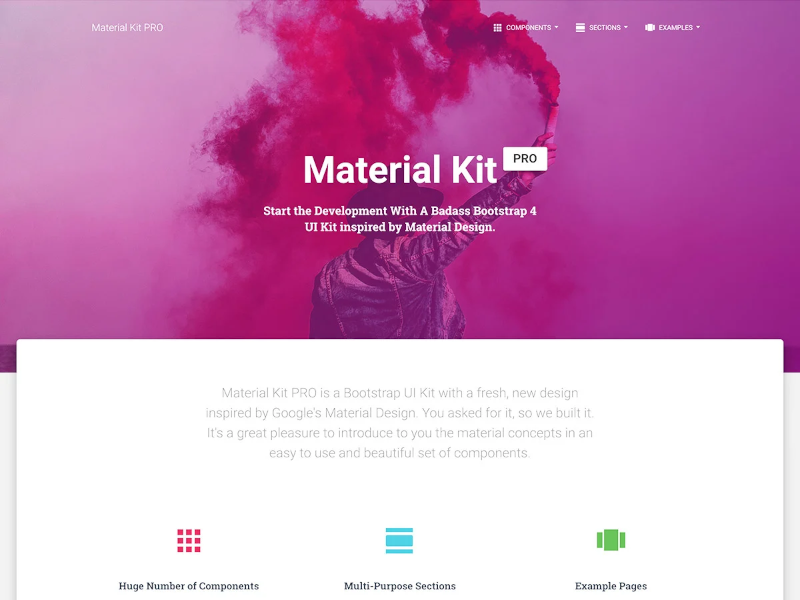 Material Kit PRO
COMPONENTS
SECTIONS
EXAMPLES
Material Kit PRO
Start the Development With A Badass Bootstrap 4
UI Kit inspired by Material Design.
Material Kit PRO is a Bootstrap UI Kit with a fresh, new design
inspired by Google's Material Design. You asked for it, so we built it.
It's a great pleasure to introduce to you the material concepts in an
easy to use and beautiful set of components.
Huge Number of Components
Multi-Purpose Sections
Example Pages